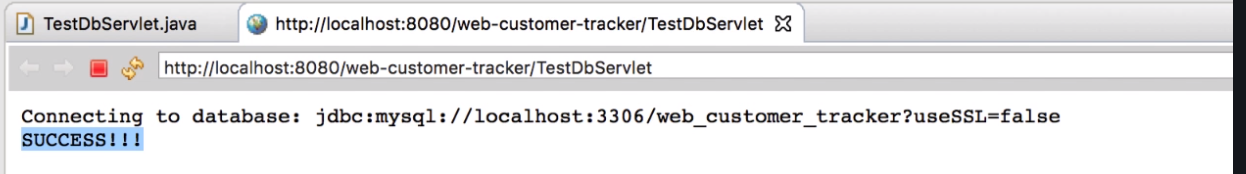 TestDbServlet.java
http://localhost:8080/web-customer-tracker/TestDbServlet
http://localhost:8080/web-customer-tracker/TestDbServlet
Connecting to database: jdbc:mysql://localhost:3306/web_customer_tracker?useSSL=false
SUCCESS!!!